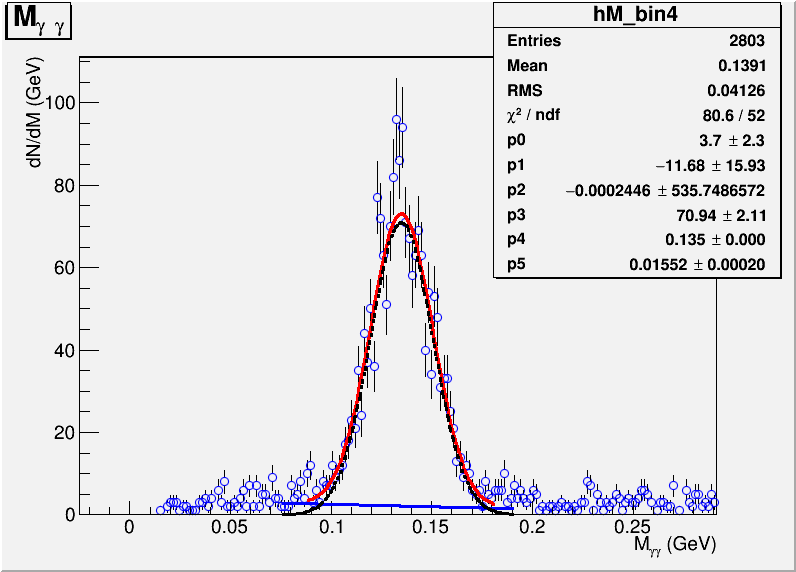 Mγ γ
hM_bin4
Entries 2803
Mean 0.1391
RMS 0.04126
χ² / ndf 80.6 / 52
p0 3.7 ± 2.3
p1 −11.68 ± 15.93
p2 −0.0002446 ± 535.7486572
p3 70.94 ± 2.11
p4 0.135 ± 0.000
p5 0.01552 ± 0.00020
dN/dM (GeV)
100
80
60
40
20
0
0 0.05 0.1 0.15 0.2 0.25
Mγγ (GeV)